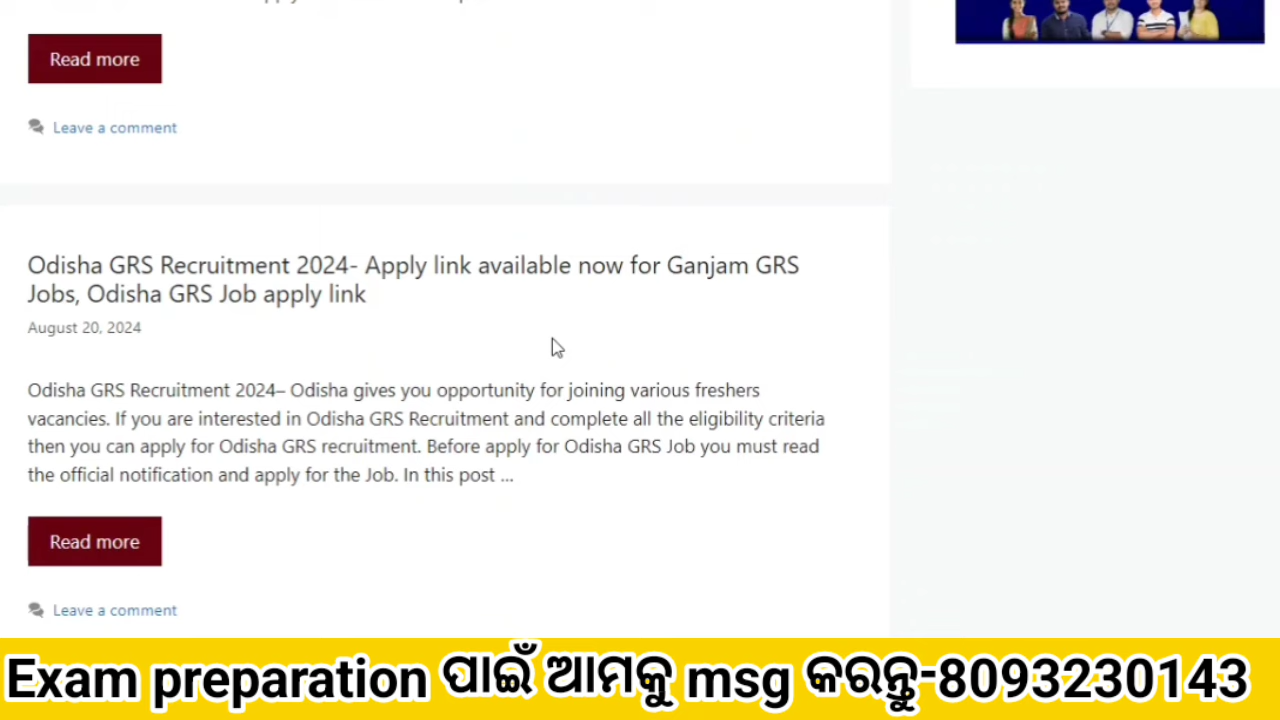 Read more
Leave a comment
Odisha GRS Recruitment 2024- Apply link available now for Ganjam GRS
Jobs, Odisha GRS Job apply link
August 20, 2024
Odisha GRS Recruitment 2024– Odisha gives you opportunity for joining various freshers
vacancies. If you are interested in Odisha GRS Recruitment and complete all the eligibility criteria
then you can apply for Odisha GRS recruitment. Before apply for Odisha GRS Job you must read
the official notification and apply for the Job. In this post ...
Read more
Leave a comment
Exam preparation ପାଇଁ ଆମକୁ msg କରନ୍ତୁ-8093230143